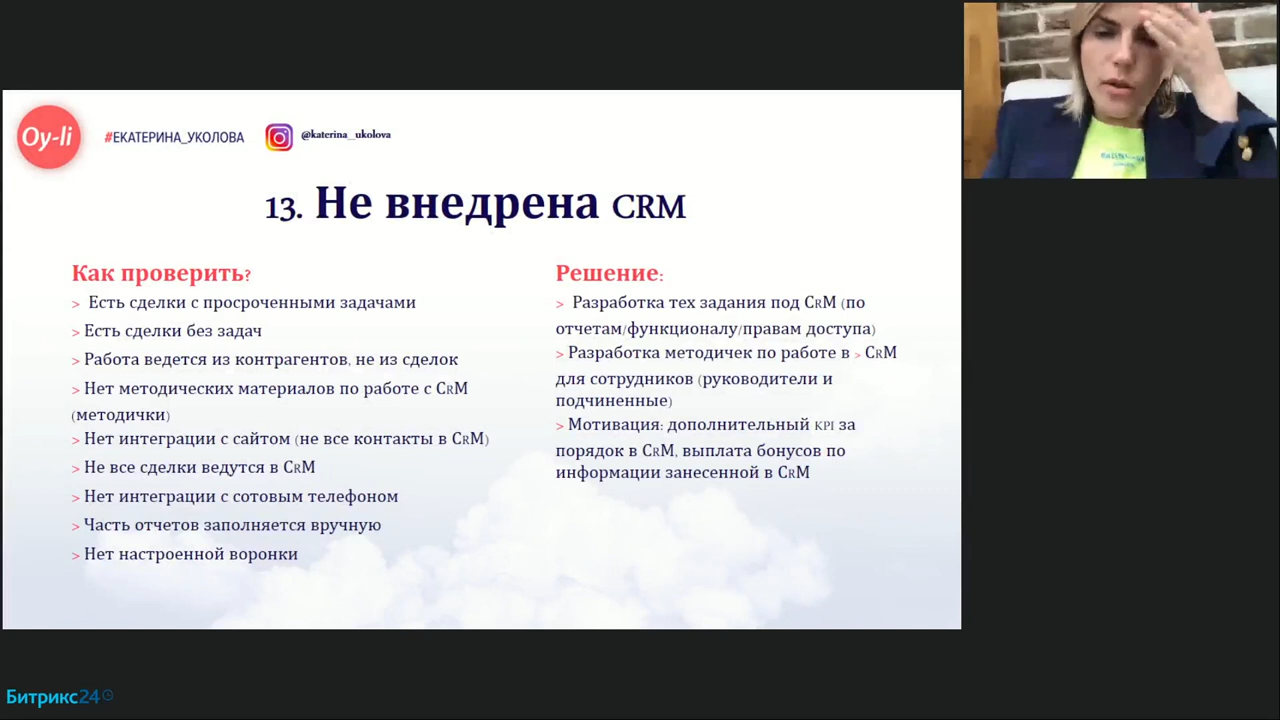 Oy-li
#ЕКАТЕРИНА_УКОЛОВА
@katerina_ukolova
13. Не внедрена CRM
Как проверить?
> Есть сделки с просроченными задачами
> Есть сделки без задач
> Работа ведется из контрагентов, не из сделок
> Нет методических материалов по работе с CRM
(методички)
> Нет интеграции с сайтом (не все контакты в CRM)
> Не все сделки ведутся в CRM
> Нет интеграции с сотовым телефоном
> Часть отчетов заполняется вручную
> Нет настроенной воронки
Решение:
> Разработка тех задания под CRM (по
отчетам/функционалу/правам доступа)
> Разработка методичек по работе в > CRM
для сотрудников (руководители и
подчиненные)
> Мотивация: дополнительный KPI за
порядок в CRM, выплата бонусов по
информации занесенной в CRM
Битрикс24